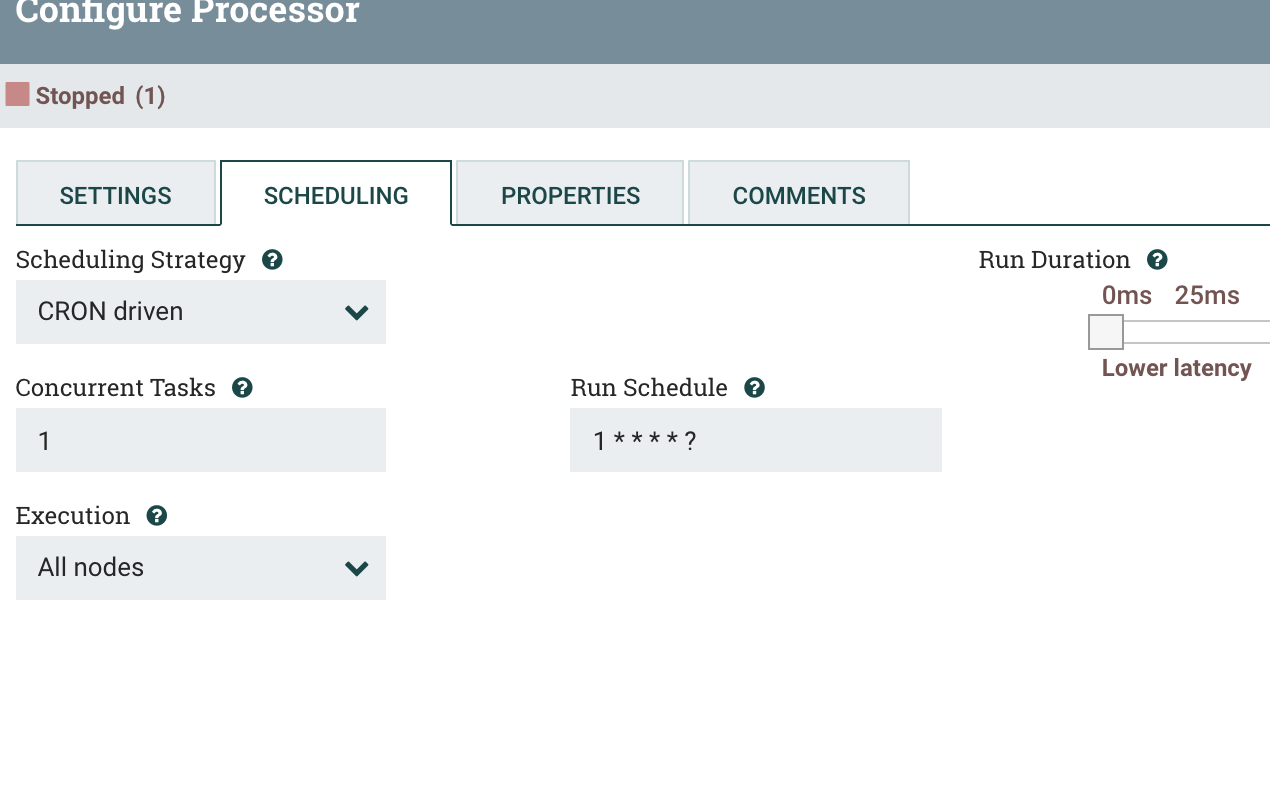 Configure Processor
Stopped (1)
SETTINGS SCHEDULING PROPERTIES COMMENTS
Scheduling Strategy ?
CRON driven
Run Duration ?
0ms 25ms
Lower latency
Concurrent Tasks ?
1
Run Schedule ?
1 * * * * ?
Execution ?
All nodes